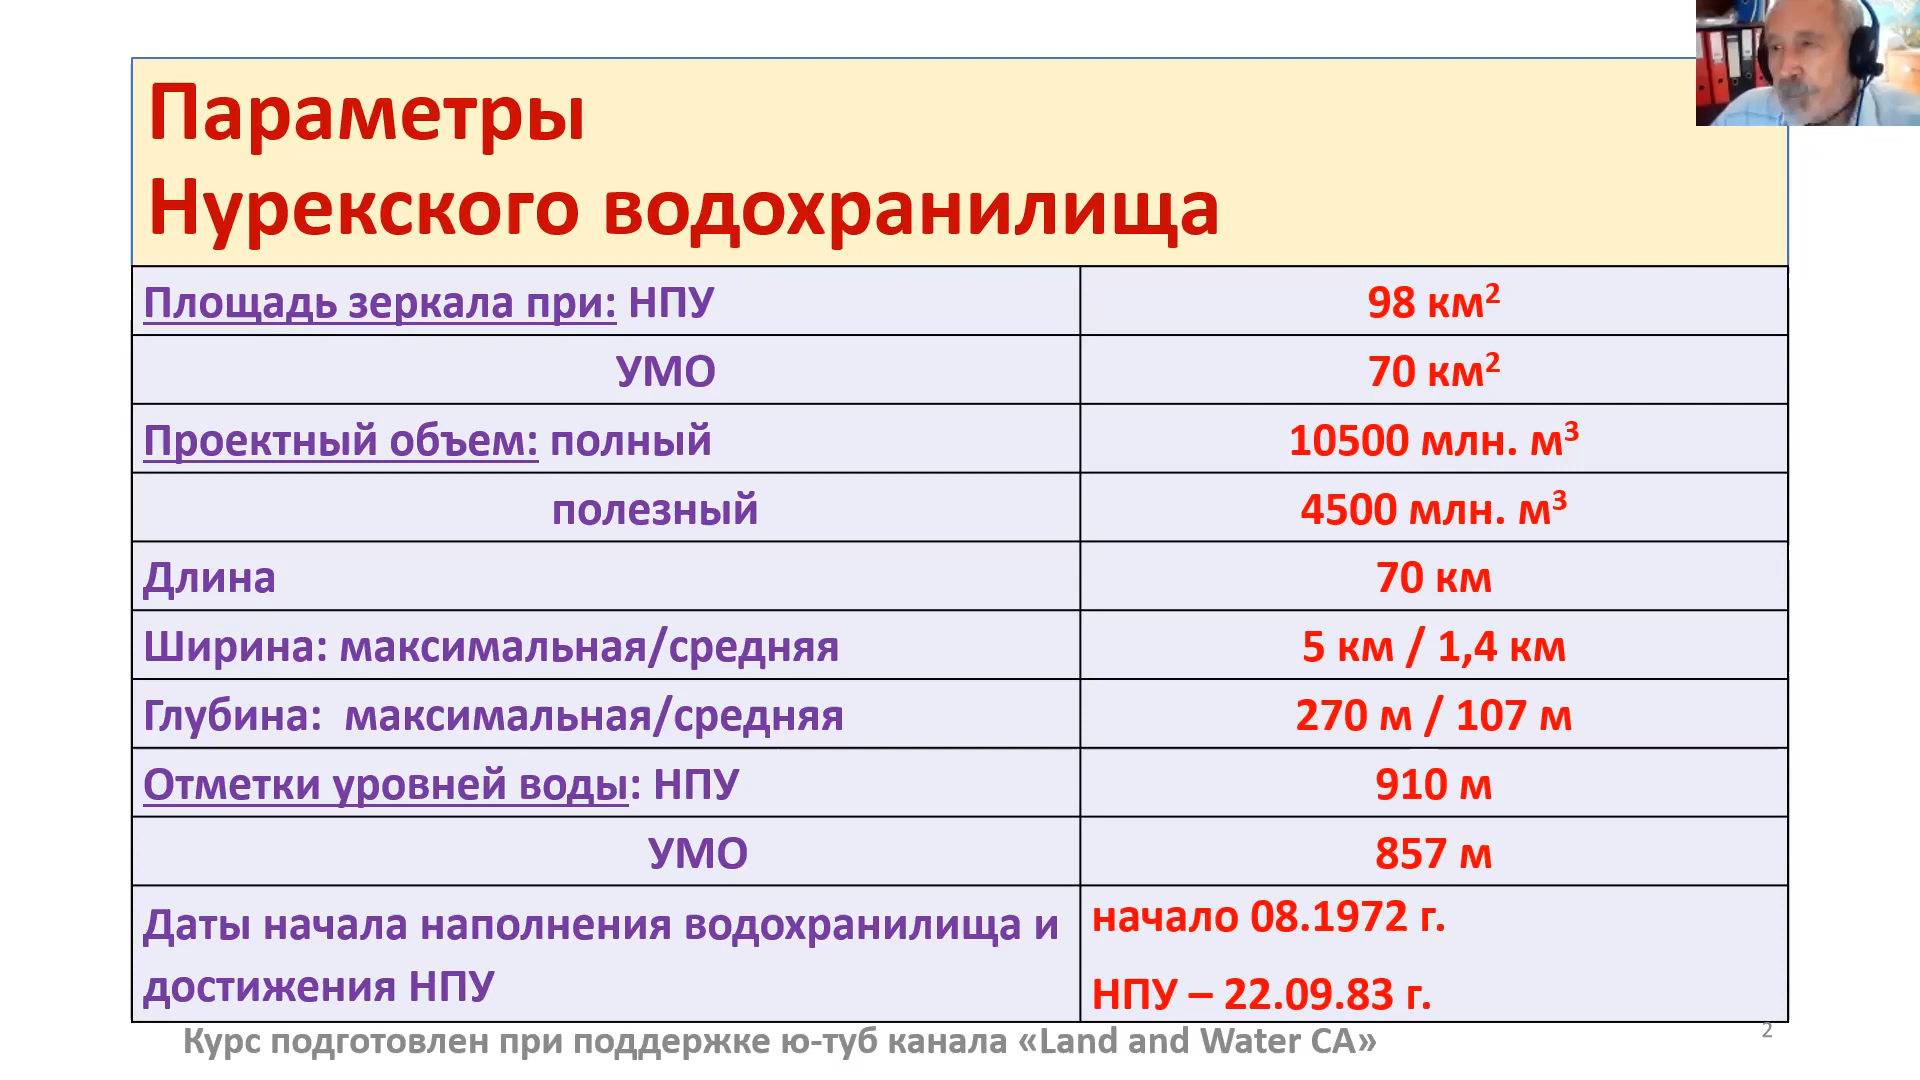 Параметры
Нурекского водохранилища
Площадь зеркала при: НПУ 98 км²
УМО 70 км²
Проектный объем: полный 10500 млн. м³
полезный 4500 млн. м³
Длина 70 км
Ширина: максимальная/средняя 5 км / 1,4 км
Глубина: максимальная/средняя 270 м / 107 м
Отметки уровней воды: НПУ 910 м
УМО 857 м
Даты начала наполнения водохранилища и
достижения НПУ
начало 08.1972 г.
НПУ – 22.09.83 г.
Курс подготовлен при поддержке ю-туб канала «Land and Water CA»
2